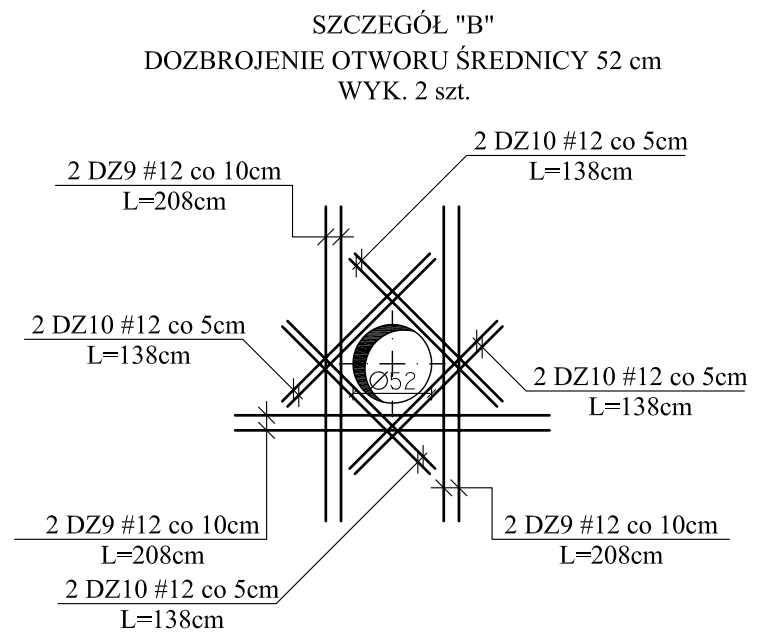 SZCZEGÓŁ "B"
DOZBROJENIE OTWORU ŚREDNICY 52 cm
WYK. 2 szt.
2 DZ10 #12 co 5cm
L=138cm
2 DZ9 #12 co 10cm
L=208cm
2 DZ10 #12 co 5cm
L=138cm
Ø52
2 DZ10 #12 co 5cm
L=138cm
2 DZ9 #12 co 10cm
L=208cm
2 DZ9 #12 co 10cm
L=208cm
2 DZ10 #12 co 5cm
L=138cm